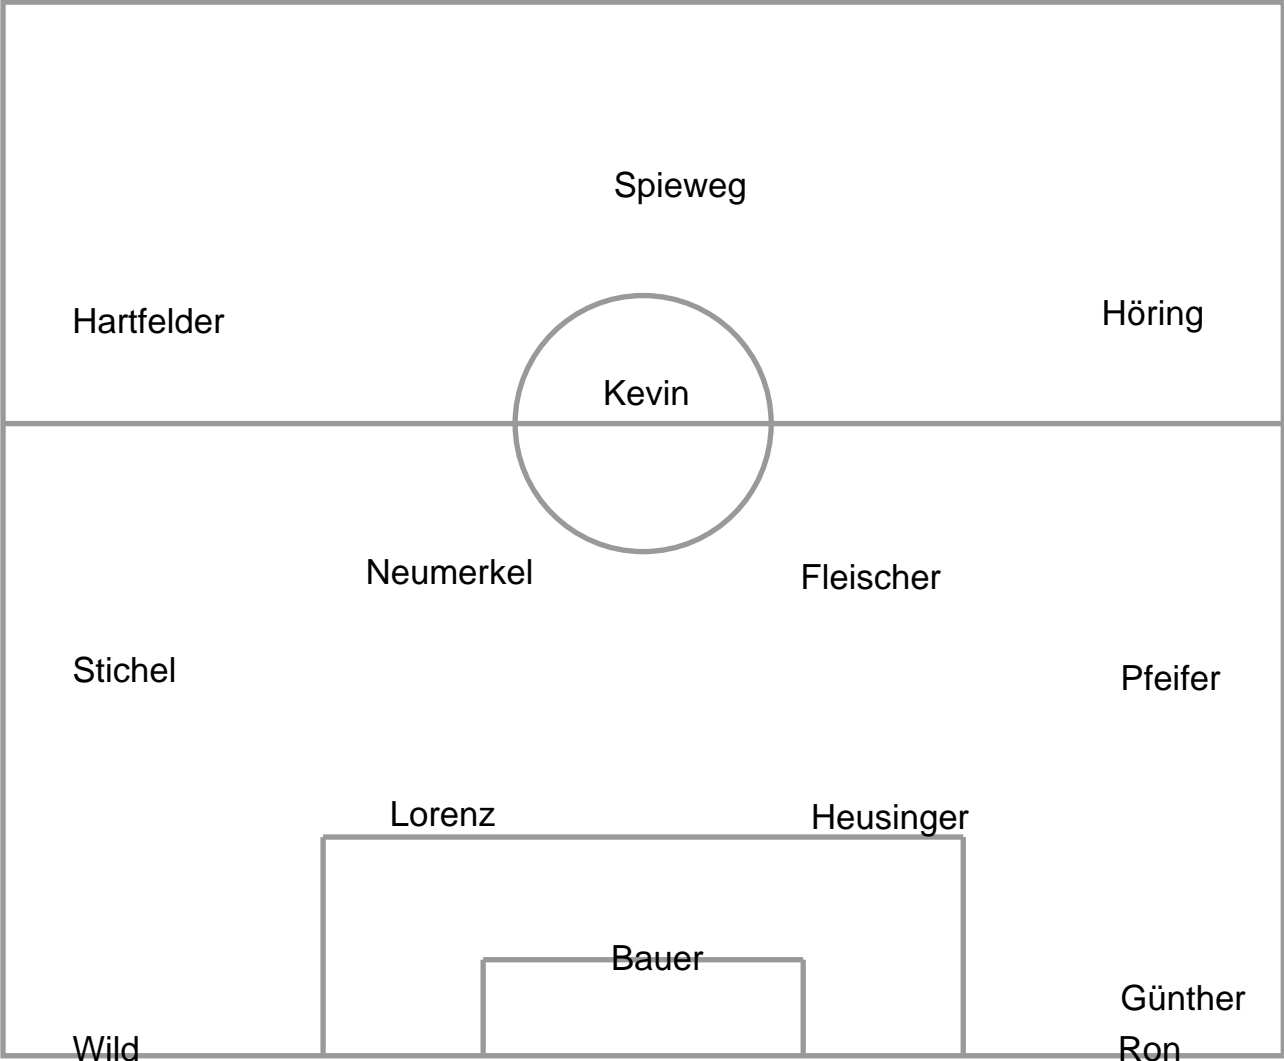 Spieweg
Hartfelder
Höring
Kevin
Neumerkel
Fleischer
Stichel
Pfeifer
Lorenz
Heusinger
Bauer
Günther
Wild
Ron